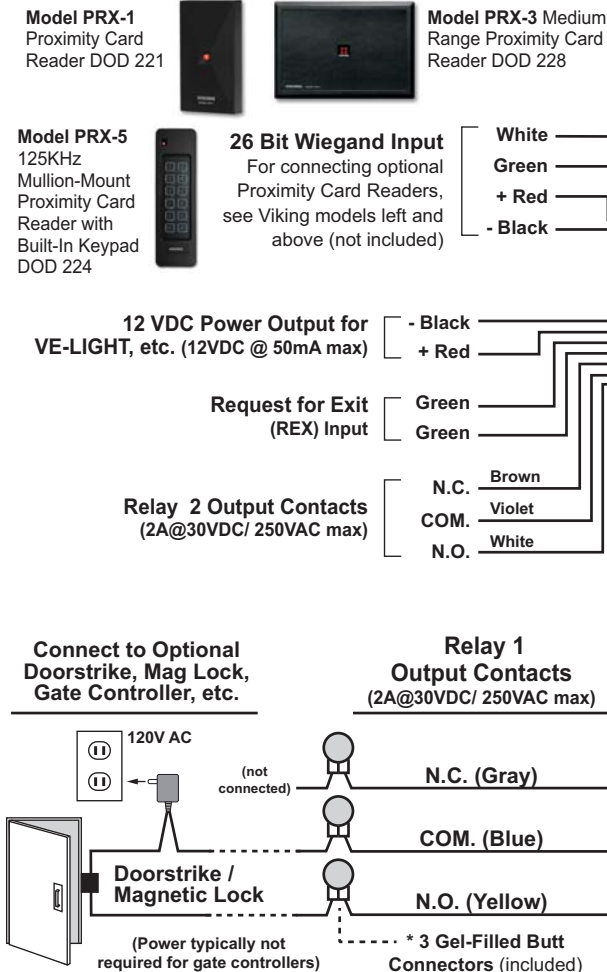 Model PRX-1
Proximity Card
Reader DOD 221
Model PRX-3 Medium
Range Proximity Card
Reader DOD 228
Model PRX-5
125KHz
Mullion-Mount
Proximity Card
Reader with
Built-In Keypad
DOD 224
26 Bit Wiegand Input
For connecting optional
Proximity Card Readers,
see Viking models left and
above (not included)
White
Green
+ Red
- Black
12 VDC Power Output for
VE-LIGHT, etc. (12VDC @ 50mA max)
- Black
+ Red
Request for Exit
(REX) Input
Green
Green
Relay 2 Output Contacts
(2A@30VDC/ 250VAC max)
N.C. Brown
COM. Violet
N.O. White
Connect to Optional
Doorstrike, Mag Lock,
Gate Controller, etc.
Relay 1
Output Contacts
(2A@30VDC/ 250VAC max)
120V AC
(not
connected)
N.C. (Gray)
COM. (Blue)
Doorstrike /
Magnetic Lock
N.O. (Yellow)
(Power typically not
required for gate controllers)
* 3 Gel-Filled Butt
Connectors (included)